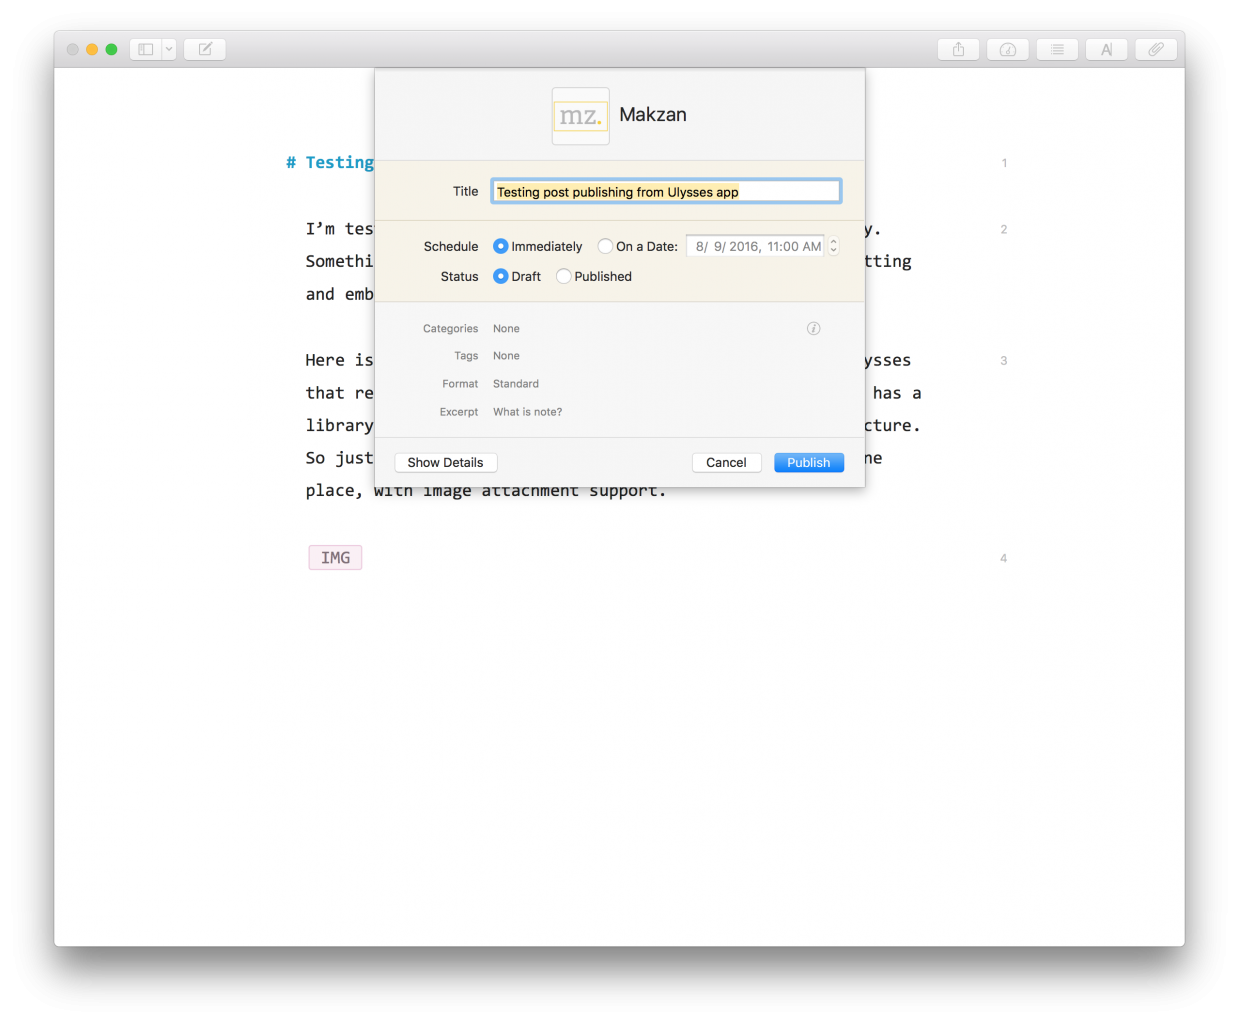 mz. Makzan
# Testing 1
Title Testing post publishing from Ulysses app
I’m tes y. 2
Schedule Immediately On a Date: 8/ 9/ 2016, 11:00 AM
Somethi tting
Status Draft Published
and emb
Categories None
Tags None
Here is ysses 3
Format Standard
that re has a
Excerpt What is note?
library cture.
So just ne
Show Details Cancel Publish
place, with image attachment support.
IMG 4